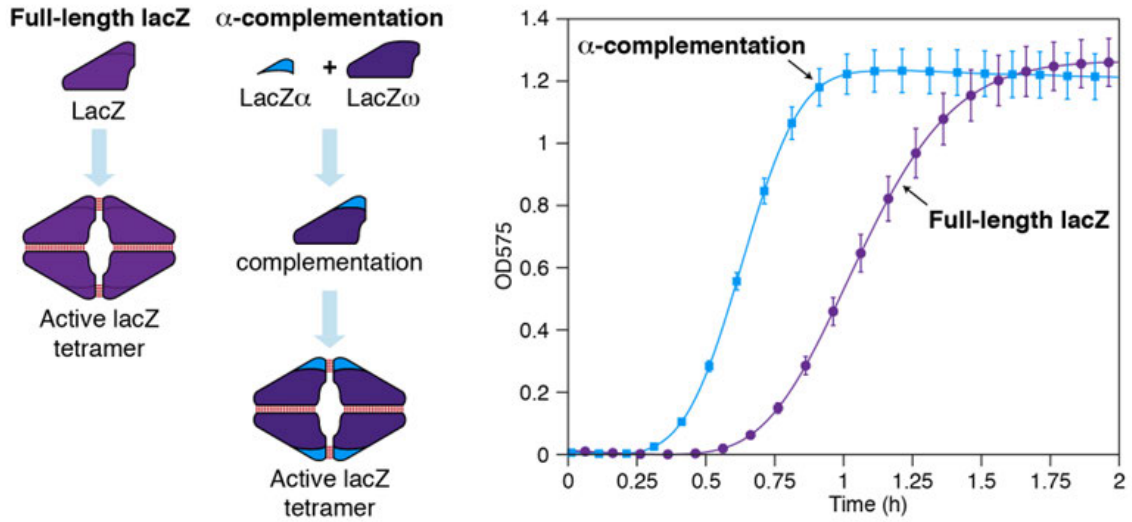 Full-length lacZ
LacZ
Active lacZ
tetramer
α-complementation
LacZα
+
LacZω
complementation
Active lacZ
tetramer
1.4
1.2
1
0.8
0.6
0.4
0.2
0
OD575
α-complementation
Full-length lacZ
0 0.25 0.5 0.75 1 1.25 1.5 1.75 2
Time (h)